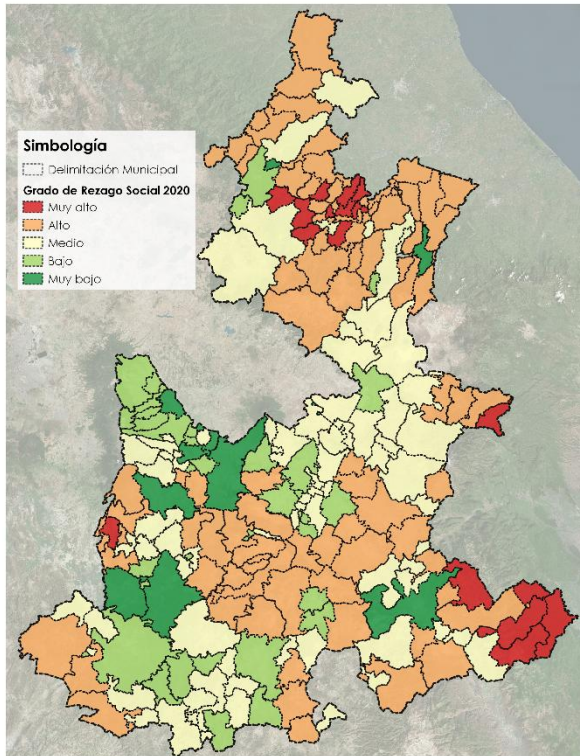 Simbología
Delimitación Municipal
Grado de Rezago Social 2020
Muy alto
Alto
Medio
Bajo
Muy bajo